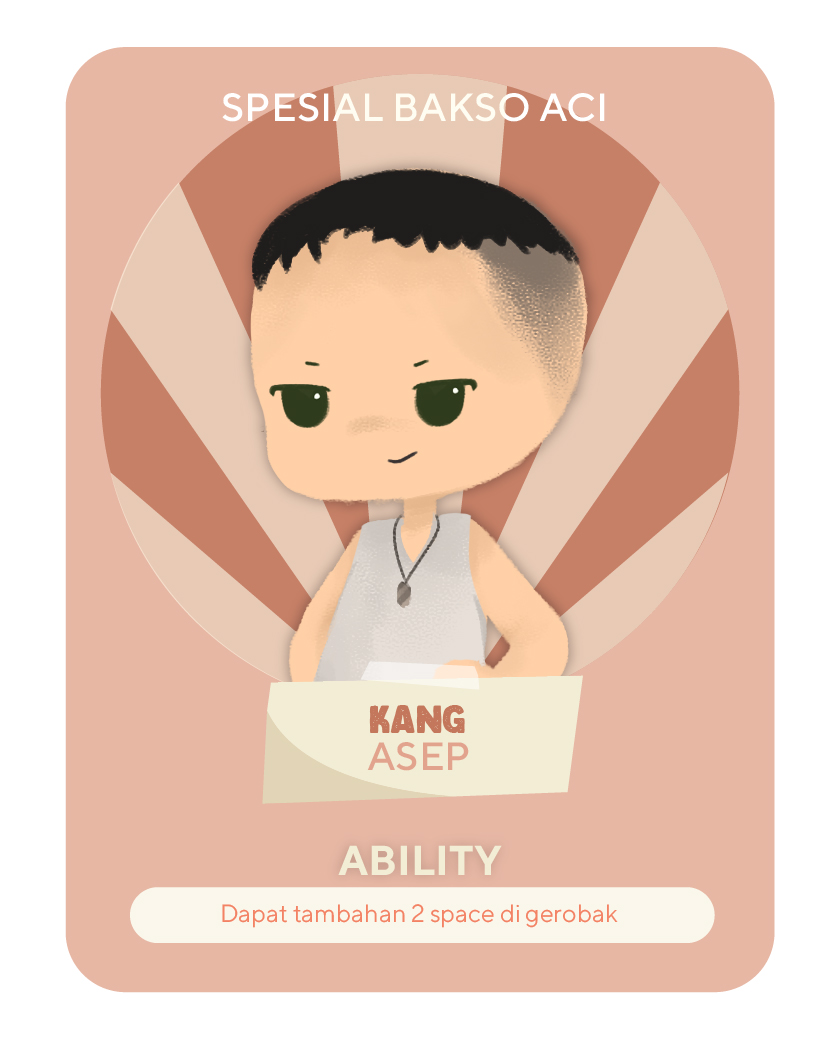 SPESIAL BAKSO ACI
KANG
ASEP
ABILITY
Dapat tambahan 2 space di gerobak